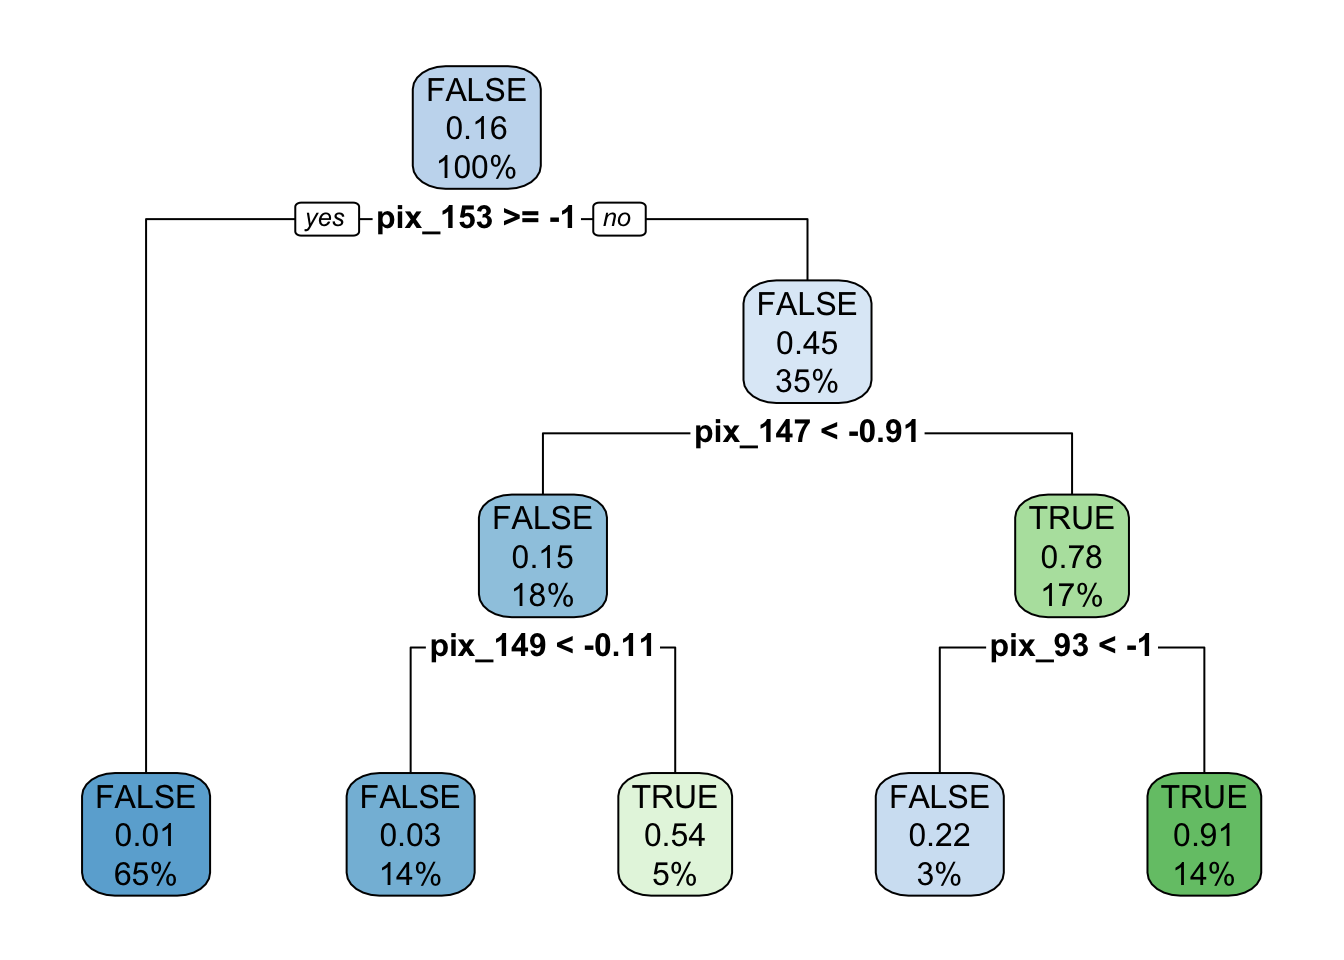 FALSE
0.16
100%
yes pix_153 >= -1 no
FALSE
0.45
35%
pix_147 < -0.91
FALSE
0.15
18%
TRUE
0.78
17%
pix_149 < -0.11
pix_93 < -1
FALSE
0.01
65%
FALSE
0.03
14%
TRUE
0.54
5%
FALSE
0.22
3%
TRUE
0.91
14%